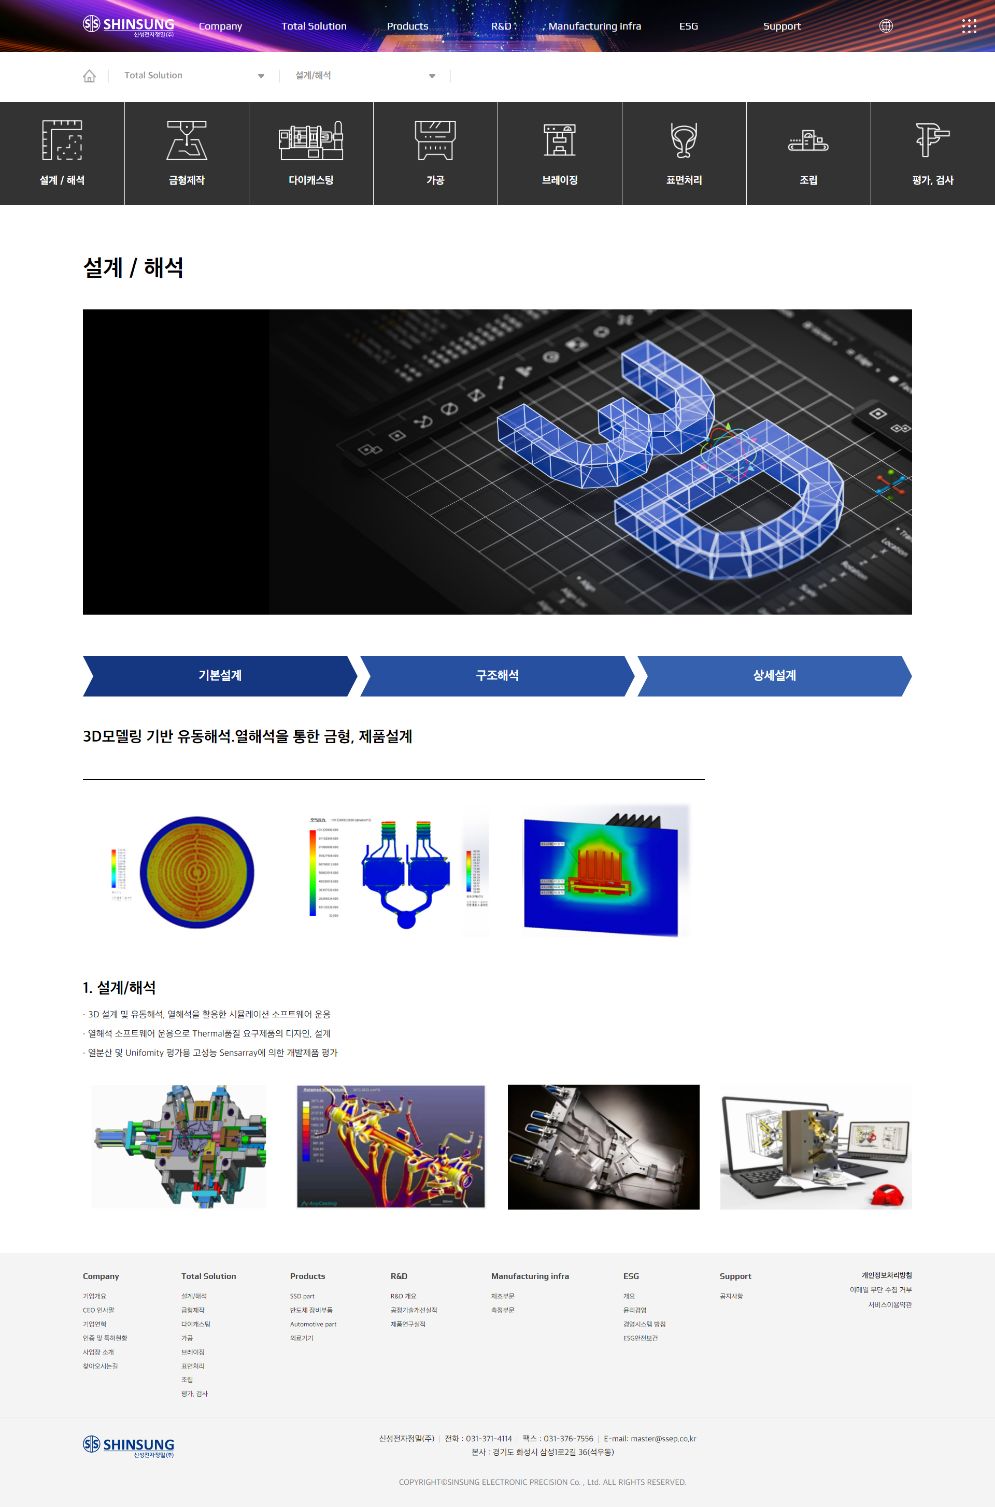 SHINSUNG
신성전자정밀(주)
Company
Total Solution
Products
R&D
Manufacturing Infra
ESG
Support
Total Solution
설계/해석
설계 / 해석
금형제작
다이캐스팅
가공
브레이징
표면처리
조립
평가, 검사
설계 / 해석
기본설계
구조해석
상세설계
3D모델링 기반 유동해석.열해석을 통한 금형, 제품설계
1. 설계/해석
· 3D 설계 및 유동해석, 열해석을 활용한 시뮬레이션 소프트웨어 운용
· 열해석 소프트웨어 운용으로 Thermal품질 요구제품의 디자인, 설계
· 열분산 및 Unifomity 평가용 고성능 Sensarray에 의한 개발제품 평가
Company
기업개요
CEO 인사말
기업연혁
인증 및 특허현황
사업장 소개
찾아오시는길
Total Solution
설계/해석
금형제작
다이캐스팅
가공
브레이징
표면처리
조립
평가, 검사
Products
SSD part
반도체 장비부품
Automotive part
의료기기
R&D
R&D 개요
공정기술개선실적
제품연구실적
Manufacturing infra
제조부문
측정부문
ESG
개요
윤리경영
경영시스템 방침
ESG안전보건
Support
공지사항
개인정보처리방침
이메일 무단 수집 거부
서비스이용약관
SHINSUNG
신성전자정밀(주)
신성전자정밀(주) | 전화 : 031-371-4114 | 팩스 : 031-376-7556 | E-mail: master@ssep.co.kr
본사 : 경기도 화성시 삼성1로2길 36(석우동)
COPYRIGHT©SINSUNG ELECTRONIC PRECISION Co. , Ltd. ALL RIGHTS RESERVED.